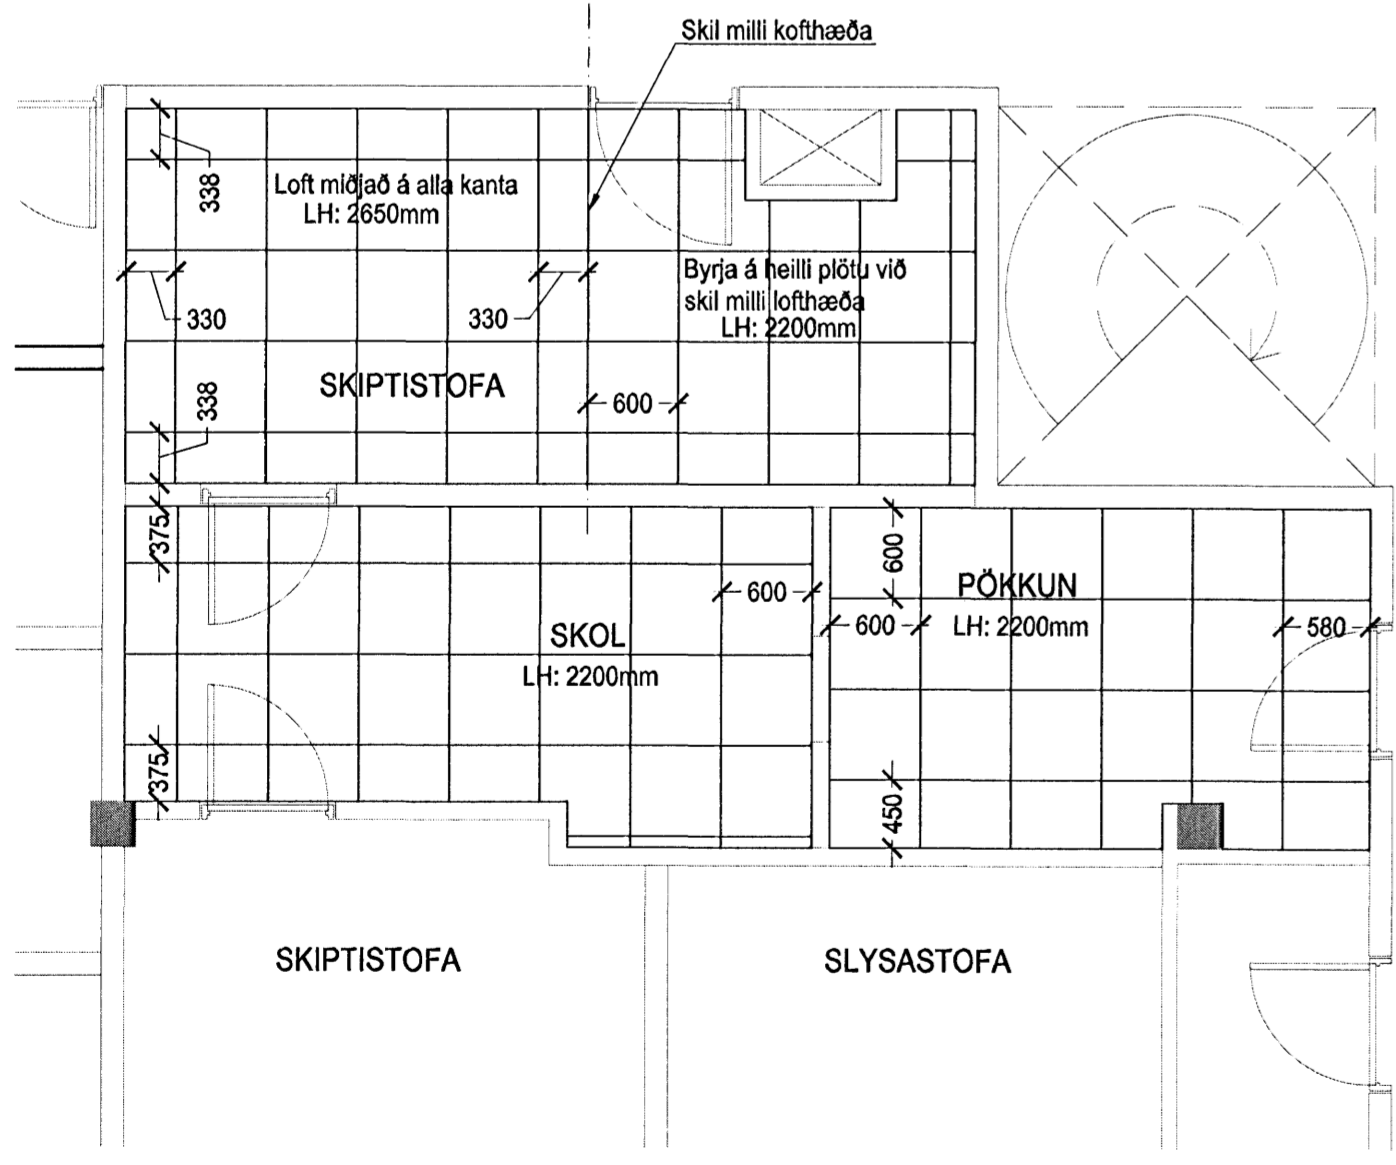 Skil milli kofthæða
338
Loft miðjað á alla kanta
LH: 2650mm
330
330
Byrja á heilli plötu við
skil milli lofthæða
LH: 2200mm
SKIPTISTOFA
338
600
375
600
SKOL
LH: 2200mm
375
600
PÖKKUN
600
LH: 2200mm
580
450
SKIPTISTOFA
SLYSASTOFA